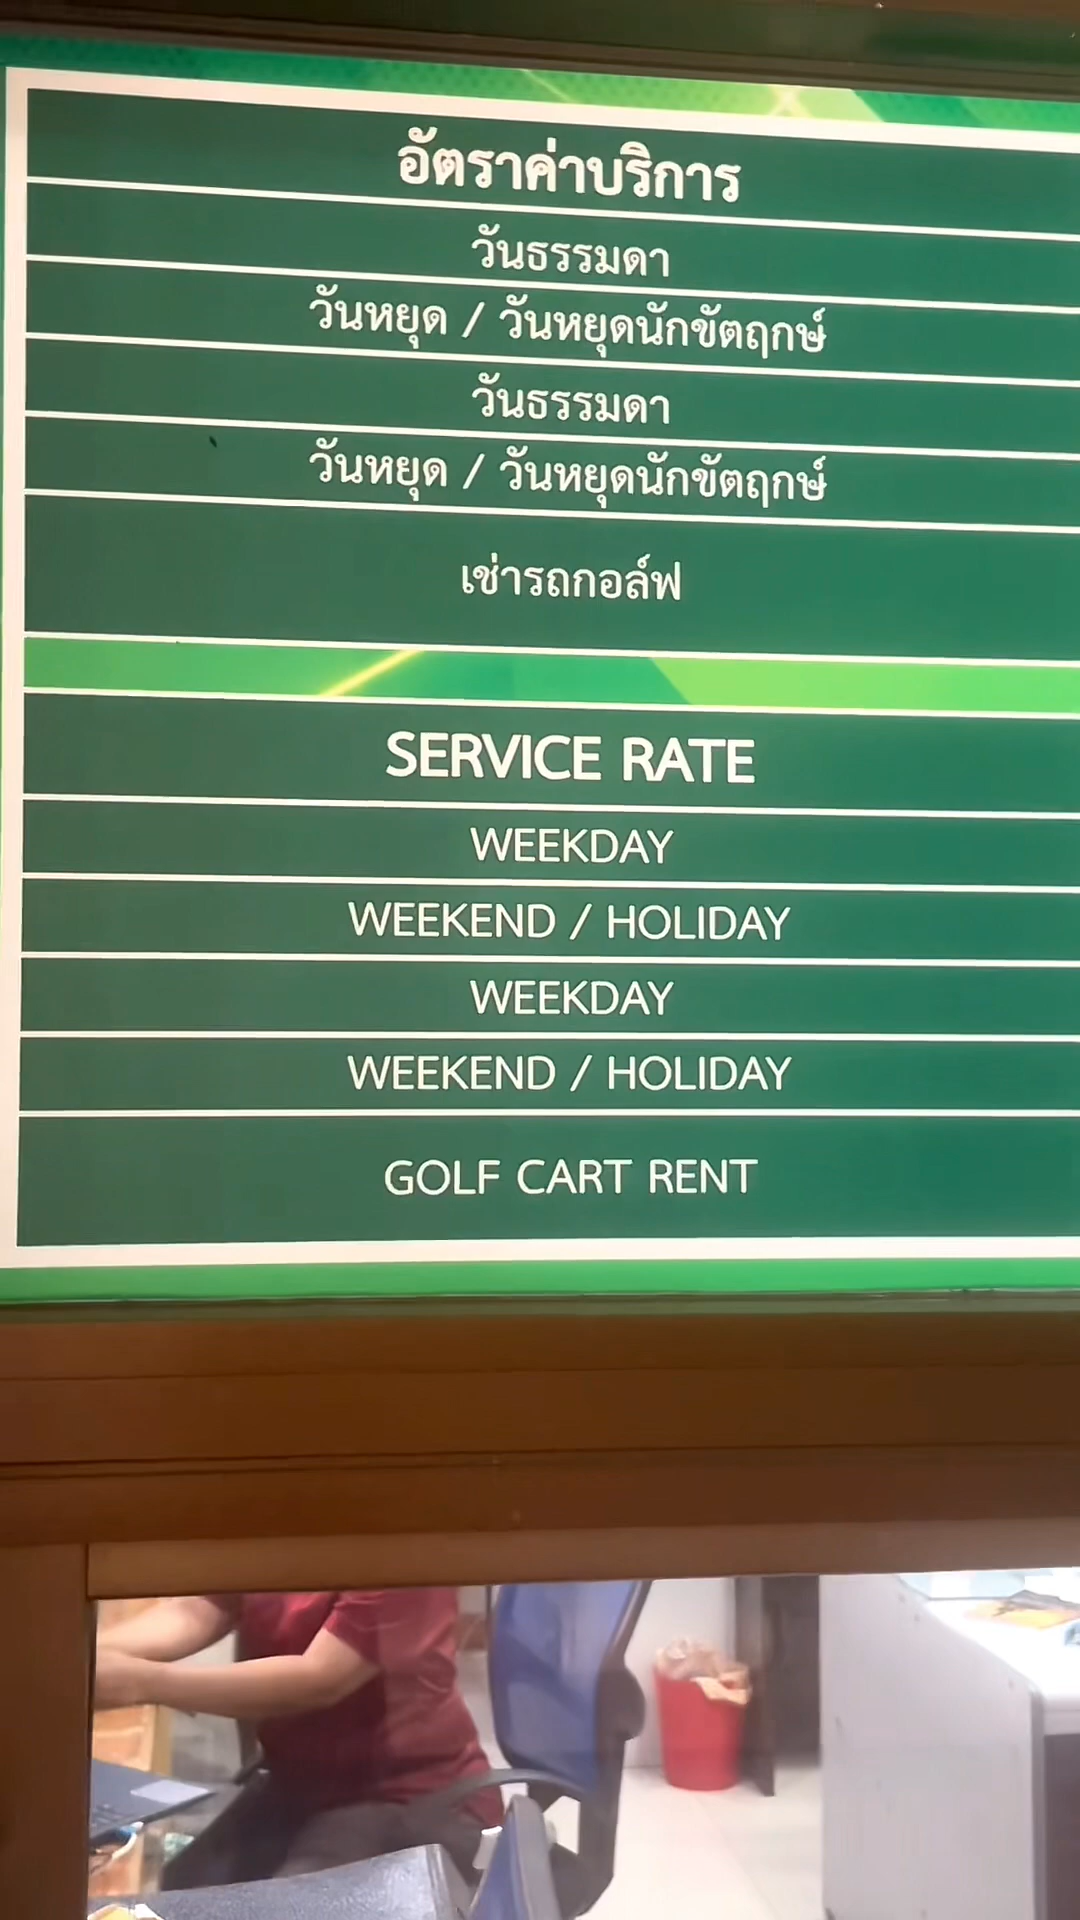 อัตราค่าบริการ
วันธรรมดา
วันหยุด / วันหยุดนักขัตฤกษ์
วันธรรมดา
วันหยุด / วันหยุดนักขัตฤกษ์
เช่ารถกอล์ฟ
SERVICE RATE
WEEKDAY
WEEKEND / HOLIDAY
WEEKDAY
WEEKEND / HOLIDAY
GOLF CART RENT